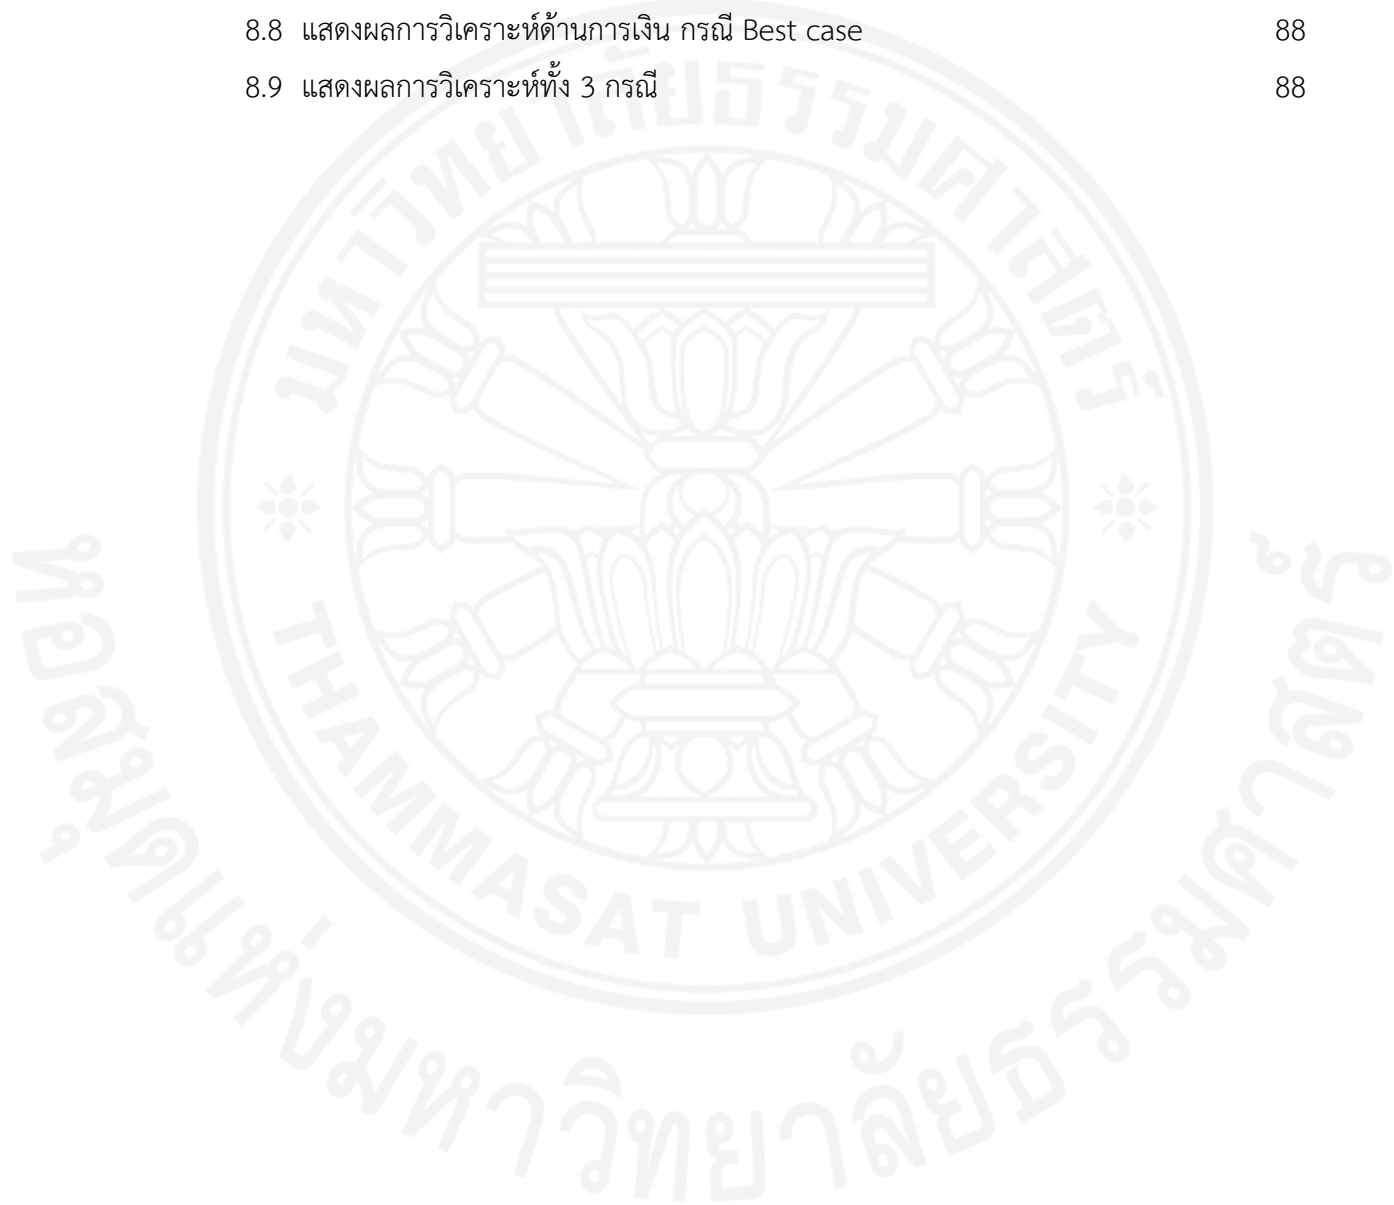 8.8 แสดงผลการวิเคราะห์ด้านการเงิน กรณี Best case 88
8.9 แสดงผลการวิเคราะห์ทั้ง 3 กรณี 88
มหาวิทยาลัยธรรมศาสตร์
THAMMASAT UNIVERSITY
หอสมุดแห่งมหาวิทยาลัยธรรมศาสตร์